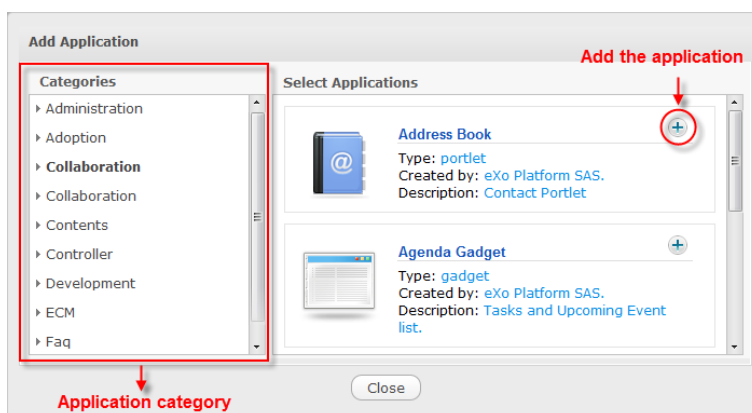 Add Application
Add the application
Categories
Administration
Adoption
Collaboration
Collaboration
Contents
Controller
Development
ECM
Faq
Application category
Select Applications
@
Address Book
Type: portlet
Created by: eXo Platform SAS.
Description: Contact Portlet
Agenda Gadget
Type: gadget
Created by: eXo Platform SAS.
Description: Tasks and Upcoming Event
list.
Close